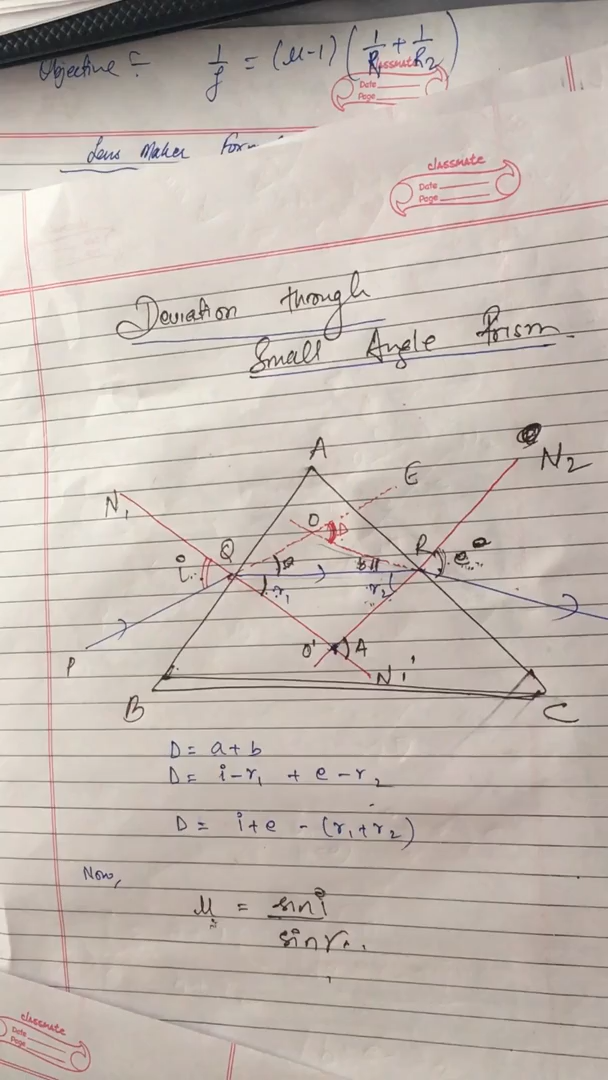 Objective :- 1/f = (μ-1) (1/R1 + 1/R2)
classmate
Date
Page
Lens Maker
classmate
Date
Page
Deviation through
Small Angle Prism
A
E
N2
N1
O D
Q R
i a b e
r1 r2
P O' A
N1'
B C
D = a + b
D = i - r1 + e - r2
D = i + e - (r1 + r2)
Now,
μ = sin i / sin r1
classmate
Date
Page